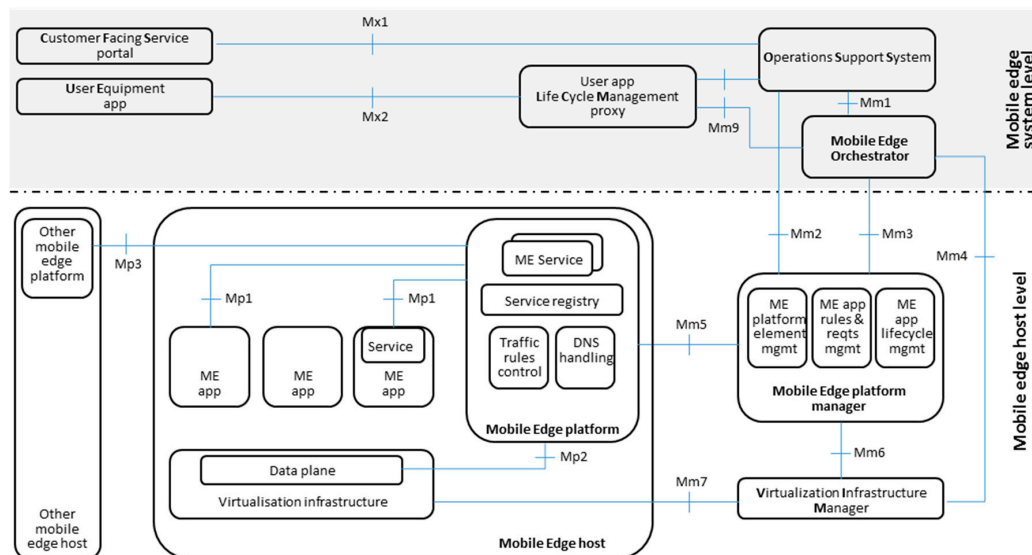 Mx1
Customer Facing Service
portal
Operations Support System
User Equipment
app
User app
Life Cycle Management
proxy
Mx2
Mm9
Mm1
Mobile Edge
Orchestrator
Mobile edge
system level
Other
mobile
edge
platform
Mp3
ME Service
Service registry
Traffic
rules
control
DNS
handling
Mobile Edge platform
Mp1
Mp1
ME
app
ME
app
Service
ME
app
Mm5
Mm2
Mm3
Mm4
ME
platform
element
mgmt
ME app
rules &
reqts
mgmt
ME
app
lifecycle
mgmt
Mobile Edge platform
manager
Mp2
Mm6
Data plane
Virtualisation infrastructure
Mm7
Virtualization Infrastructure
Manager
Other
mobile
edge host
Mobile Edge host
Mobile edge host level